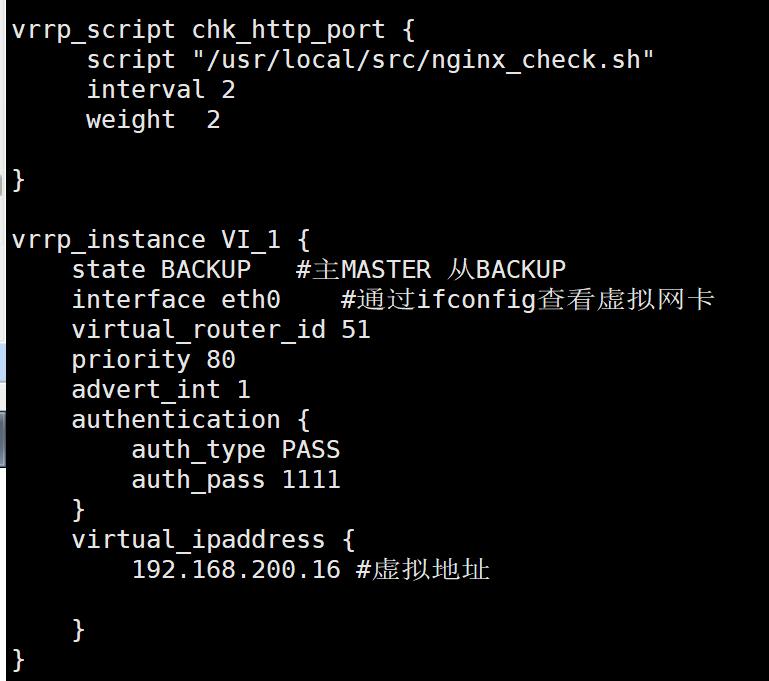 vrrp_script chk_http_port {
     script "/usr/local/src/nginx_check.sh"
     interval 2
     weight  2
}
vrrp_instance VI_1 {
    state BACKUP   #主MASTER 从BACKUP
    interface eth0    #通过ifconfig查看虚拟网卡
    virtual_router_id 51
    priority 80
    advert_int 1
    authentication {
        auth_type PASS
        auth_pass 1111
    }
    virtual_ipaddress {
        192.168.200.16 #虚拟地址
    }
}